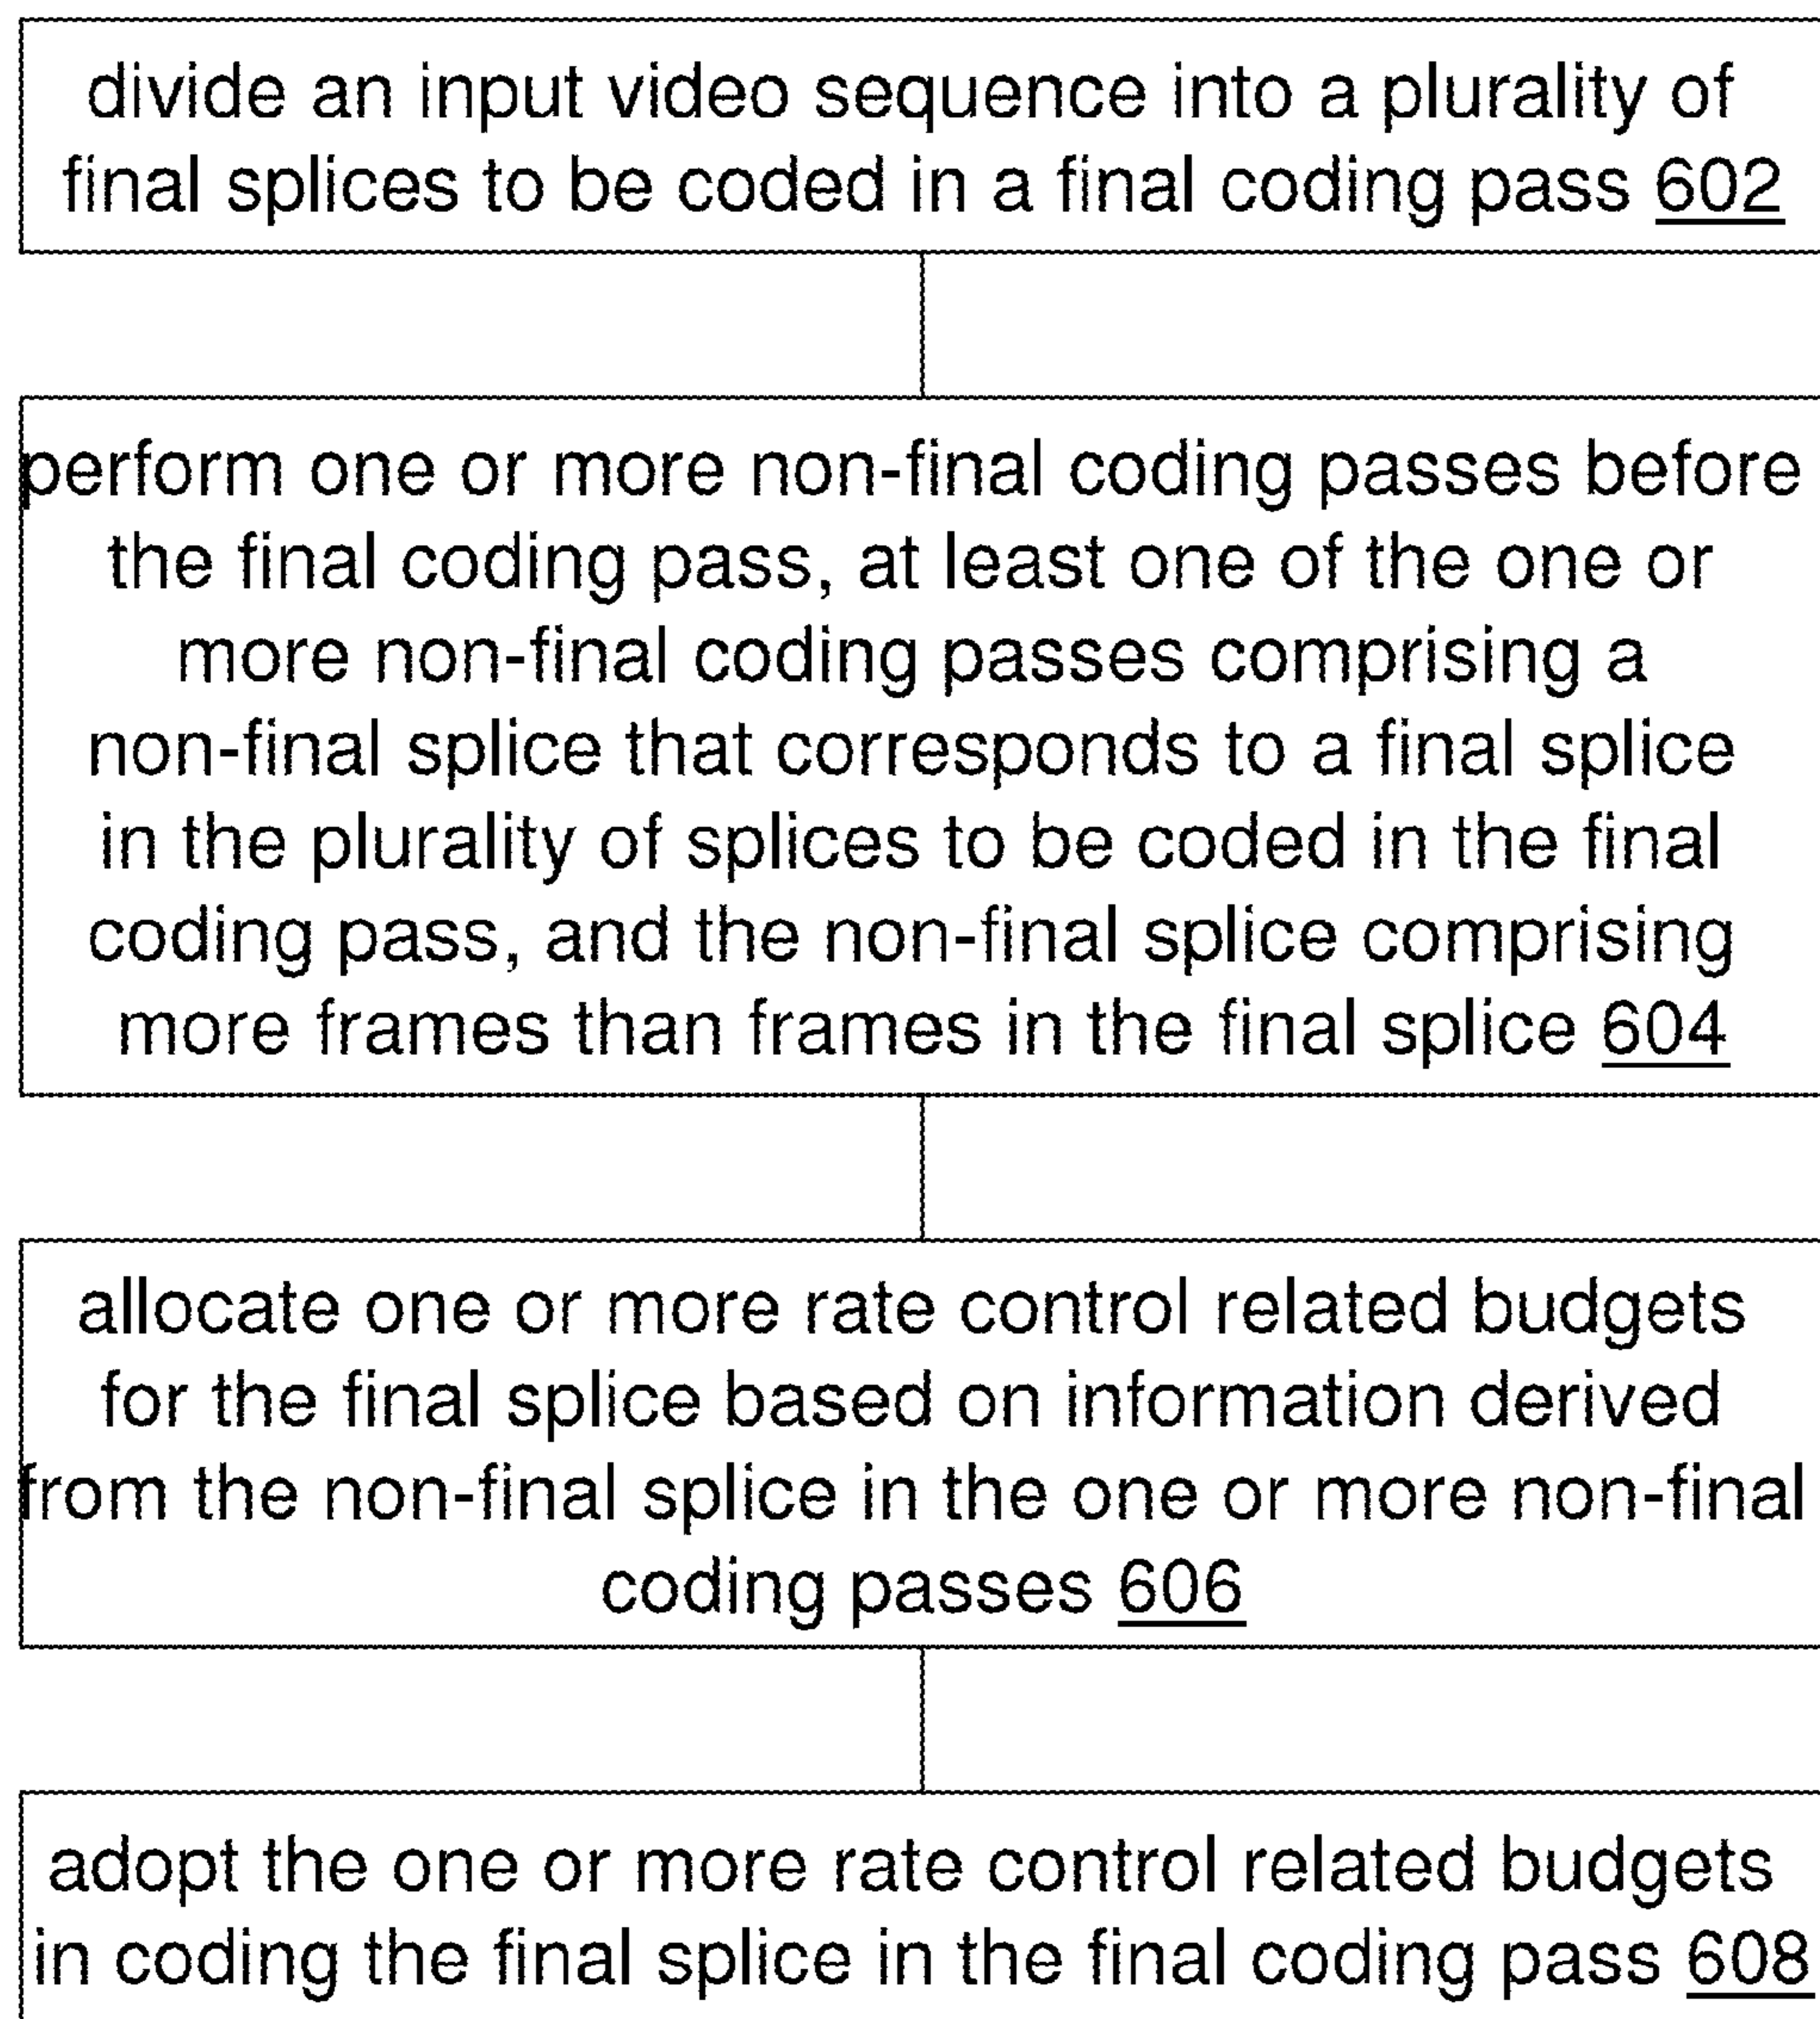 divide an input video sequence into a plurality of
final splices to be coded in a final coding pass 602
perform one or more non-final coding passes before
the final coding pass, at least one of the one or
more non-final coding passes comprising a
non-final splice that corresponds to a final splice
in the plurality of splices to be coded in the final
coding pass, and the non-final splice comprising
more frames than frames in the final splice 604
allocate one or more rate control related budgets
for the final splice based on information derived
from the non-final splice in the one or more non-final
coding passes 606
adopt the one or more rate control related budgets
in coding the final splice in the final coding pass 608